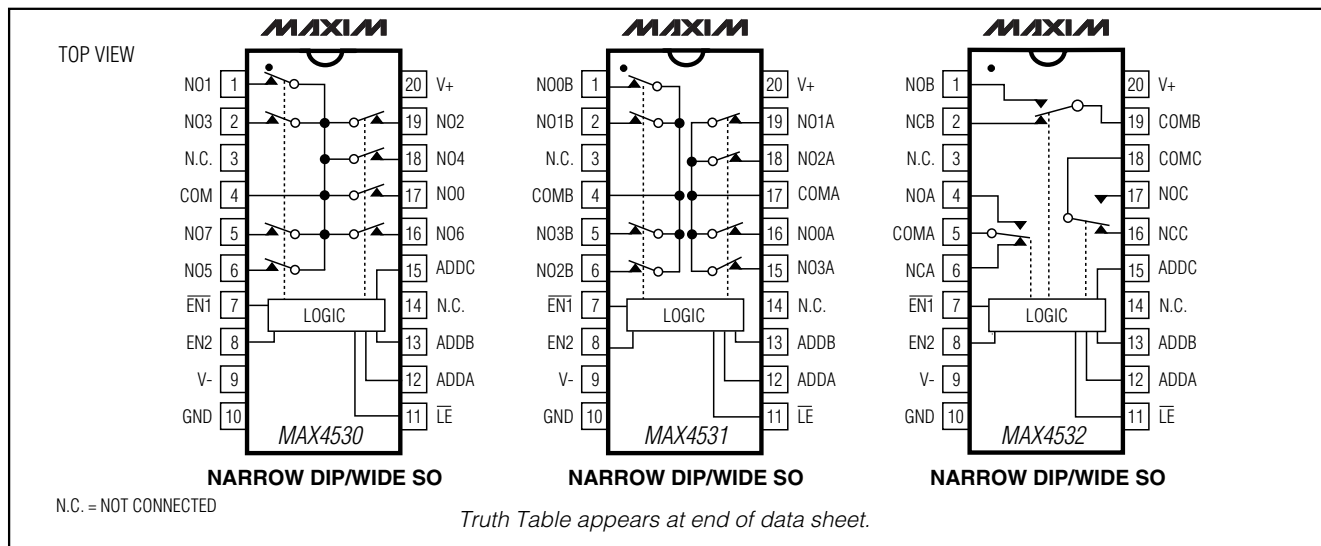 MAXIM MAXIM MAXIM
TOP VIEW
NO1 1 20 V+
NO3 2 19 NO2
N.C. 3 18 NO4
COM 4 17 NO0
NO7 5 16 NO6
NO5 6 15 ADDC
EN1 7 14 N.C.
EN2 8 13 ADDB
V- 9 12 ADDA
GND 10 11 LE
LOGIC
MAX4530
NARROW DIP/WIDE SO
NO0B 1 20 V+
NO1B 2 19 NO1A
N.C. 3 18 NO2A
COMB 4 17 COMA
NO3B 5 16 NO0A
NO2B 6 15 NO3A
EN1 7 14 N.C.
EN2 8 13 ADDB
V- 9 12 ADDA
GND 10 11 LE
LOGIC
MAX4531
NARROW DIP/WIDE SO
NOB 1 20 V+
NCB 2 19 COMB
N.C. 3 18 COMC
NOA 4 17 NOC
COMA 5 16 NCC
NCA 6 15 ADDC
EN1 7 14 N.C.
EN2 8 13 ADDB
V- 9 12 ADDA
GND 10 11 LE
LOGIC
MAX4532
NARROW DIP/WIDE SO
N.C. = NOT CONNECTED
Truth Table appears at end of data sheet.